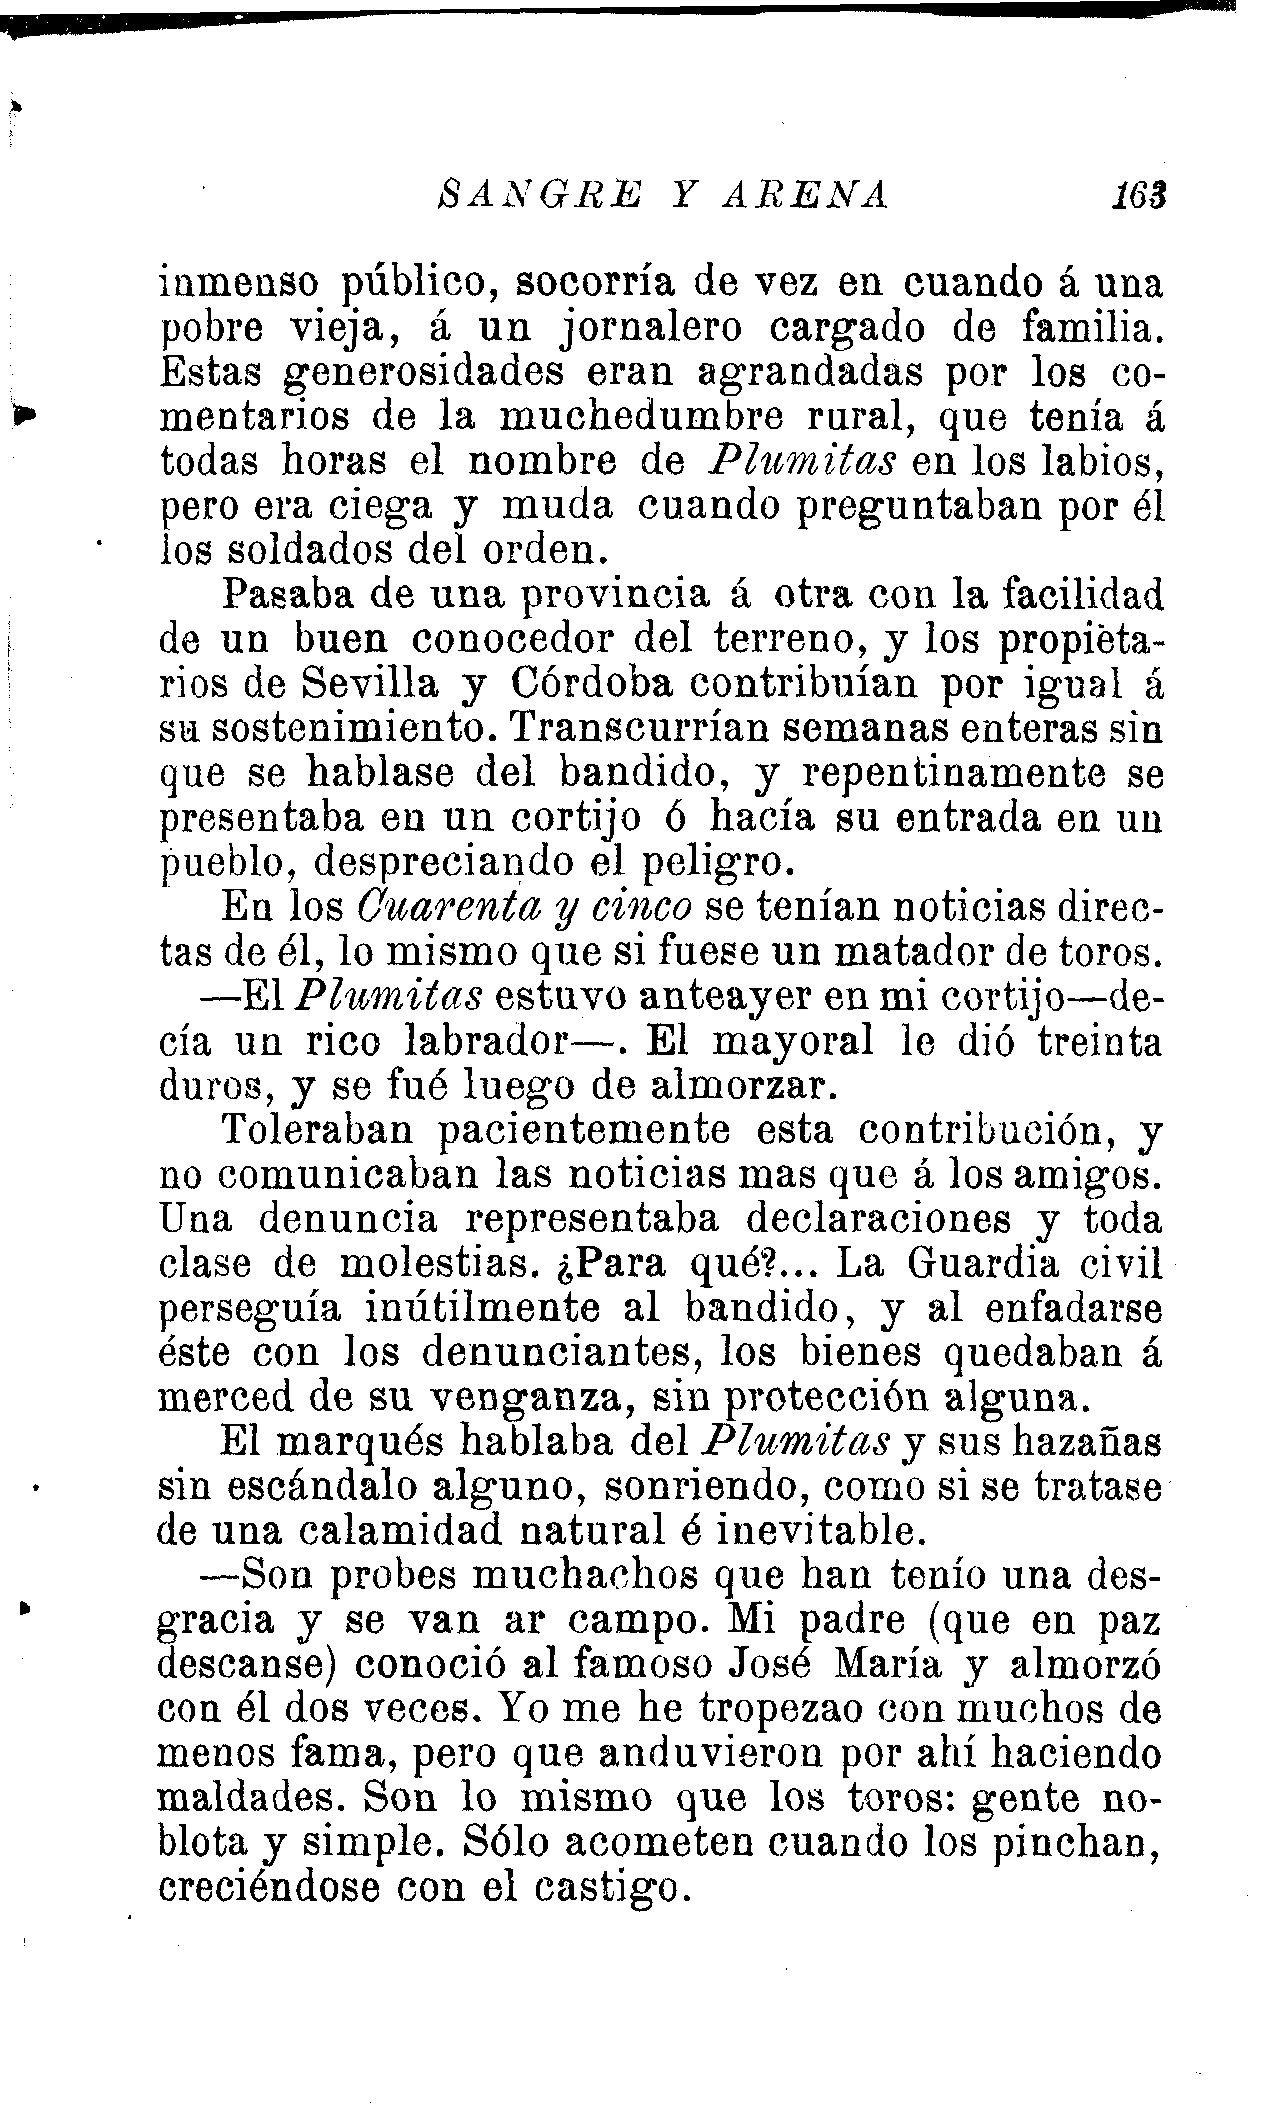 SANGRE Y ARENA 163
inmenso público, socorría de vez en cuando á una
pobre vieja, á un jornalero cargado de familia.
Estas generosidades eran agrandadas por los co-
mentarios de la muchedumbre rural, que tenía á
todas horas el nombre de Plumitas en los labios,
pero era ciega y muda cuando preguntaban por él
los soldados del orden.
Pasaba de una provincia á otra con la facilidad
de un buen conocedor del terreno, y los propieta-
rios de Sevilla y Córdoba contribuían por igual á
su sostenimiento. Transcurrían semanas enteras sin
que se hablase del bandido, y repentinamente se
presentaba en un cortijo ó hacía su entrada en un
pueblo, despreciando el peligro.
En los Cuarenta y cinco se tenían noticias direc-
tas de él, lo mismo que si fuese un matador de toros.
—El Plumitas estuvo anteayer en mi cortijo—de-
cía un rico labrador—. El mayoral le dió treinta
duros, y se fué luego de almorzar.
Toleraban pacientemente esta contribución, y
no comunicaban las noticias mas que á los amigos.
Una denuncia representaba declaraciones y toda
clase de molestias. ¿Para qué?... La Guardia civil
perseguía inútilmente al bandido, y al enfadarse
éste con los denunciantes, los bienes quedaban á
merced de su venganza, sin protección alguna.
El marqués hablaba del Plumitas y sus hazañas
sin escándalo alguno, sonriendo, como si se tratase
de una calamidad natural é inevitable.
—Son probes muchachos que han tenío una des-
gracia y se van ar campo. Mi padre (que en paz
descanse) conoció al famoso José María y almorzó
con él dos veces. Yo me he tropezao con muchos de
menos fama, pero que anduvieron por ahí haciendo
maldades. Son lo mismo que los toros: gente no-
blota y simple. Sólo acometen cuando los pinchan,
creciéndose con el castigo.